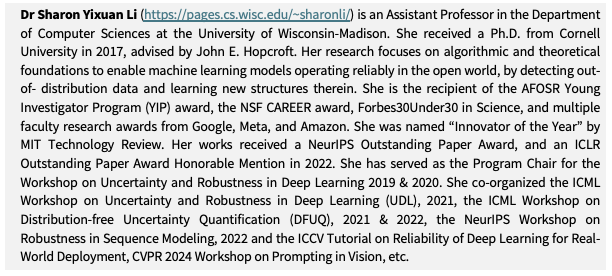 Dr Sharon Yixuan Li (https://pages.cs.wisc.edu/~sharonli/) is an Assistant Professor in the Department
of Computer Sciences at the University of Wisconsin-Madison. She received a Ph.D. from Cornell
University in 2017, advised by John E. Hopcroft. Her research focuses on algorithmic and theoretical
foundations to enable machine learning models operating reliably in the open world, by detecting out-
of- distribution data and learning new structures therein. She is the recipient of the AFOSR Young
Investigator Program (YIP) award, the NSF CAREER award, Forbes30Under30 in Science, and multiple
faculty research awards from Google, Meta, and Amazon. She was named “Innovator of the Year” by
MIT Technology Review. Her works received a NeurIPS Outstanding Paper Award, and an ICLR
Outstanding Paper Award Honorable Mention in 2022. She has served as the Program Chair for the
Workshop on Uncertainty and Robustness in Deep Learning 2019 & 2020. She co-organized the ICML
Workshop on Uncertainty and Robustness in Deep Learning (UDL), 2021, the ICML Workshop on
Distribution-free Uncertainty Quantification (DFUQ), 2021 & 2022, the NeurIPS Workshop on
Robustness in Sequence Modeling, 2022 and the ICCV Tutorial on Reliability of Deep Learning for Real-
World Deployment, CVPR 2024 Workshop on Prompting in Vision, etc.